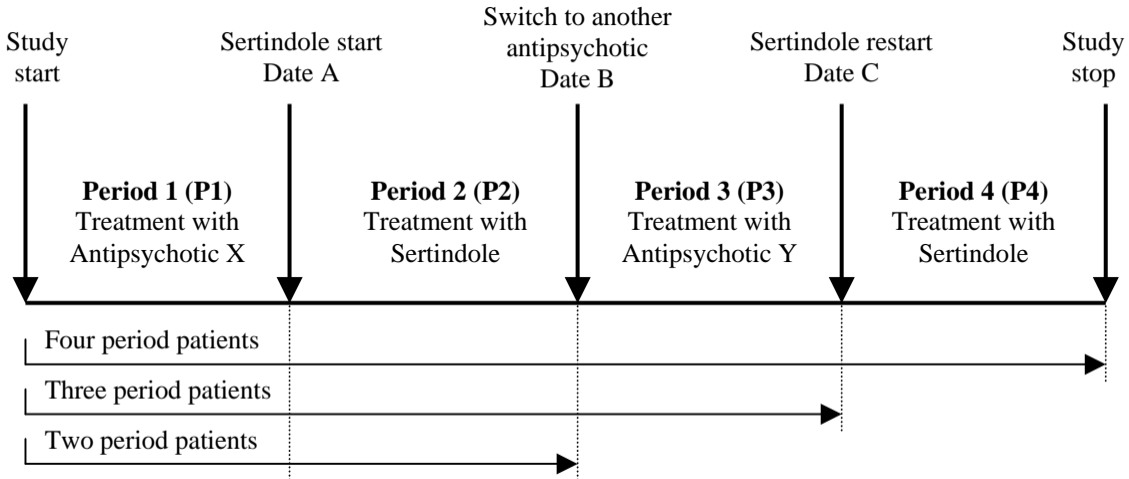 Study
start
Sertindole start
Date A
Switch to another
antipsychotic
Date B
Sertindole restart
Date C
Study
stop
Period 1 (P1)
Treatment with
Antipsychotic X
Period 2 (P2)
Treatment with
Sertindole
Period 3 (P3)
Treatment with
Antipsychotic Y
Period 4 (P4)
Treatment with
Sertindole
Four period patients
Three period patients
Two period patients